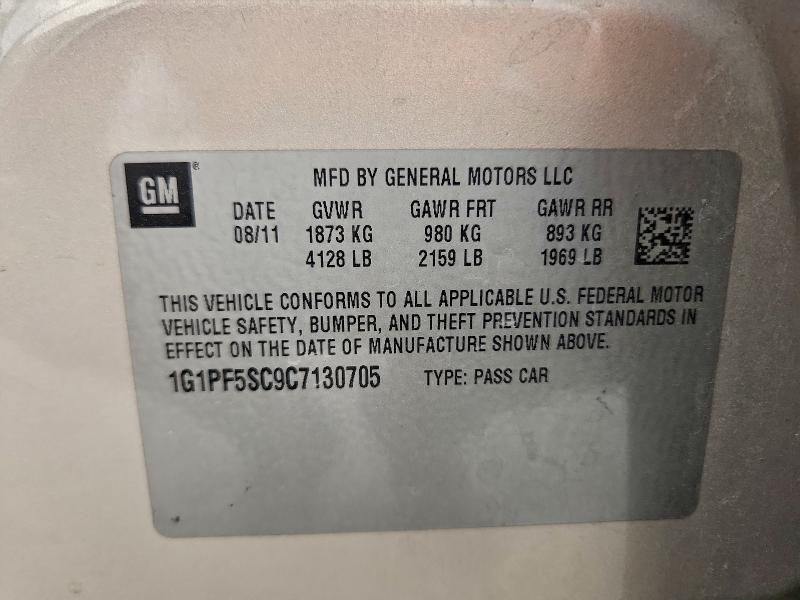 GM®
MFD BY GENERAL MOTORS LLC
DATE GVWR GAWR FRT GAWR RR
08/11 1873 KG 980 KG 893 KG
4128 LB 2159 LB 1969 LB
THIS VEHICLE CONFORMS TO ALL APPLICABLE U.S. FEDERAL MOTOR
VEHICLE SAFETY, BUMPER, AND THEFT PREVENTION STANDARDS IN
EFFECT ON THE DATE OF MANUFACTURE SHOWN ABOVE.
1G1PF5SC9C7130705 TYPE: PASS CAR